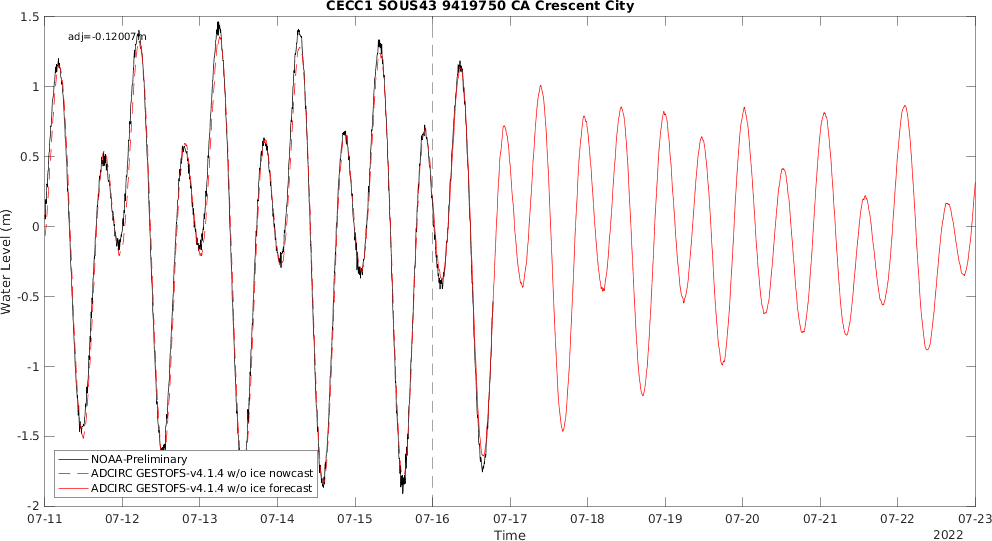 CECC1 SOUS43 9419750 CA Crescent City
adj=-0.12007m
Water Level (m)
1.5
1
0.5
0
-0.5
-1
-1.5
-2
NOAA-Preliminary
ADCIRC GESTOFS-v4.1.4 w/o ice nowcast
ADCIRC GESTOFS-v4.1.4 w/o ice forecast
07-11 07-12 07-13 07-14 07-15 07-16 07-17 07-18 07-19 07-20 07-21 07-22 07-23
Time
2022